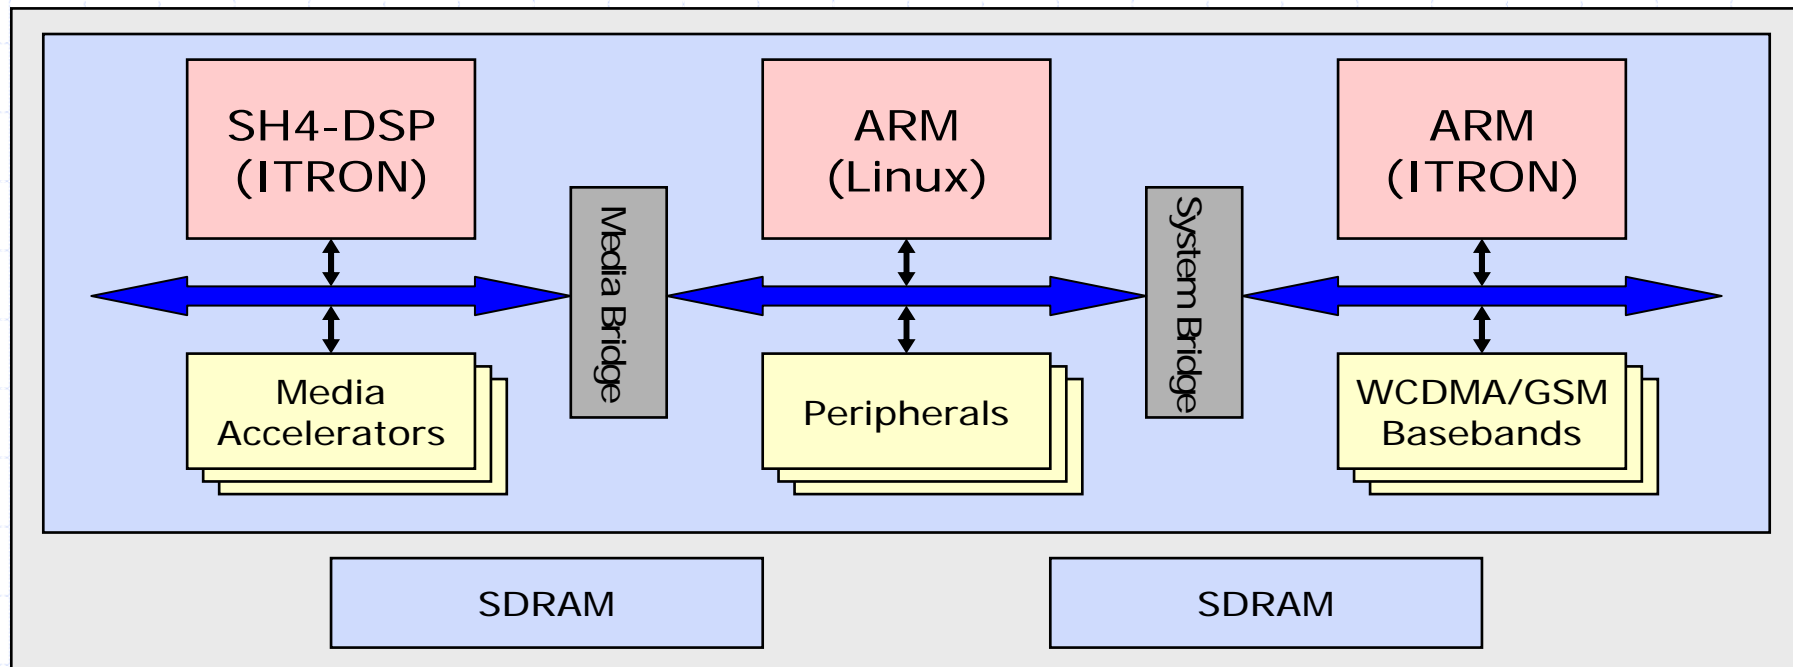 SH4-DSP
(ITRON)
ARM
(Linux)
ARM
(ITRON)
Media Bridge
System Bridge
Media
Accelerators
Peripherals
WCDMA/GSM
Basebands
SDRAM
SDRAM